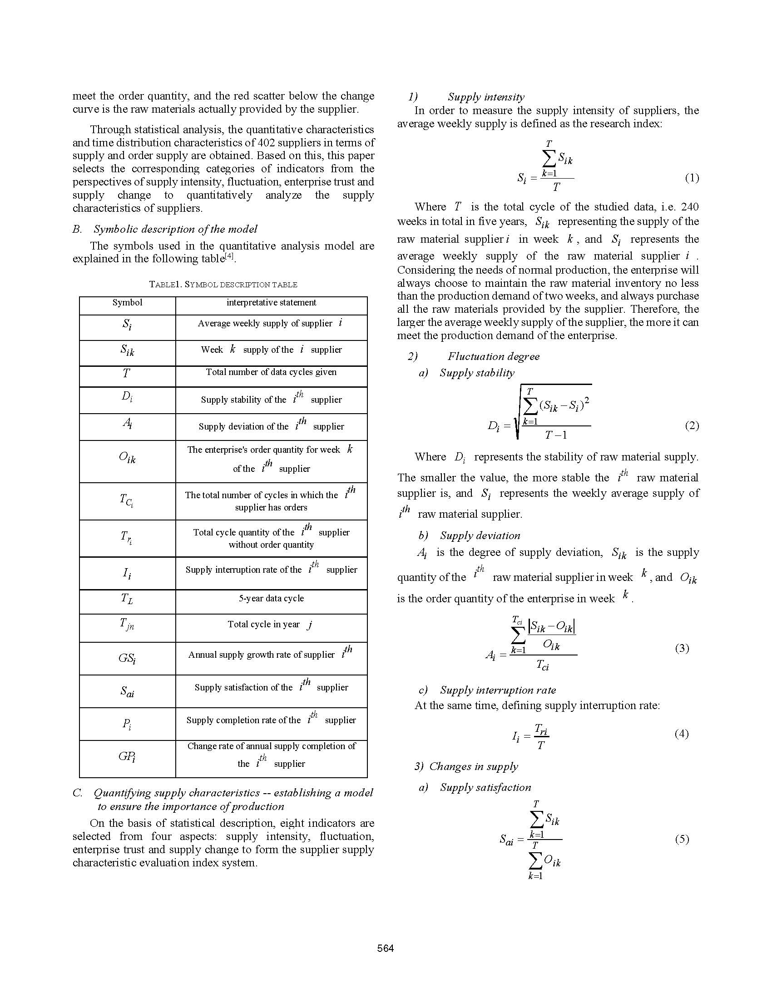 meet the order quantity, and the red scatter below the change
curve is the raw materials actually provided by the supplier.
Through statistical analysis, the quantitative characteristics
and time distribution characteristics of 402 suppliers in terms of
supply and order supply are obtained. Based on this, this paper
selects the corresponding categories of indicators from the
perspectives of supply intensity, fluctuation, enterprise trust and
supply change to quantitatively analyze the supply
characteristics of suppliers.
B. Symbolic description of the model
The symbols used in the quantitative analysis model are
explained in the following table[4].
TABLE1. SYMBOL DESCRIPTION TABLE
Symbol interpretative statement
S_i Average weekly supply of supplier i
S_ik Week k supply of the i supplier
T Total number of data cycles given
D_i Supply stability of the i^th supplier
A_i Supply deviation of the i^th supplier
O_ik The enterprise's order quantity for week k
of the i^th supplier
T_{C_i} The total number of cycles in which the i^th
supplier has orders
T_{r_i} Total cycle quantity of the i^th supplier
without order quantity
I_i Supply interruption rate of the i^th supplier
T_L 5-year data cycle
T_jn Total cycle in year j
GS_i Annual supply growth rate of supplier i^th
S_ai Supply satisfaction of the i^th supplier
P_i Supply completion rate of the i^th supplier
GP_i Change rate of annual supply completion of
the i^th supplier
C. Quantifying supply characteristics -- establishing a model
to ensure the importance of production
On the basis of statistical description, eight indicators are
selected from four aspects: supply intensity, fluctuation,
enterprise trust and supply change to form the supplier supply
characteristic evaluation index system.
1) Supply intensity
In order to measure the supply intensity of suppliers, the
average weekly supply is defined as the research index:
S_i = \frac{\sum_{k=1}^{T} S_{ik}}{T} (1)
Where T is the total cycle of the studied data, i.e. 240
weeks in total in five years, S_ik representing the supply of the
raw material supplier i in week k , and S_i represents the
average weekly supply of the raw material supplier i .
Considering the needs of normal production, the enterprise will
always choose to maintain the raw material inventory no less
than the production demand of two weeks, and always purchase
all the raw materials provided by the supplier. Therefore, the
larger the average weekly supply of the supplier, the more it can
meet the production demand of the enterprise.
2) Fluctuation degree
a) Supply stability
D_i = \sqrt{\frac{\sum_{k=1}^{T} (S_{ik} - S_i)^2}{T-1}} (2)
Where D_i represents the stability of raw material supply.
The smaller the value, the more stable the i^th raw material
supplier is, and S_i represents the weekly average supply of
i^th raw material supplier.
b) Supply deviation
A_i is the degree of supply deviation, S_ik is the supply
quantity of the i^th raw material supplier in week k , and O_ik
is the order quantity of the enterprise in week k .
A_i = \frac{\sum_{k=1}^{T_{ci}} \frac{|S_{ik} - O_{ik}|}{O_{ik}}}{T_{ci}} (3)
c) Supply interruption rate
At the same time, defining supply interruption rate:
I_i = \frac{T_{ri}}{T} (4)
3) Changes in supply
a) Supply satisfaction
S_{ai} = \frac{\sum_{k=1}^{T} S_{ik}}{\sum_{k=1}^{T} O_{ik}} (5)
564